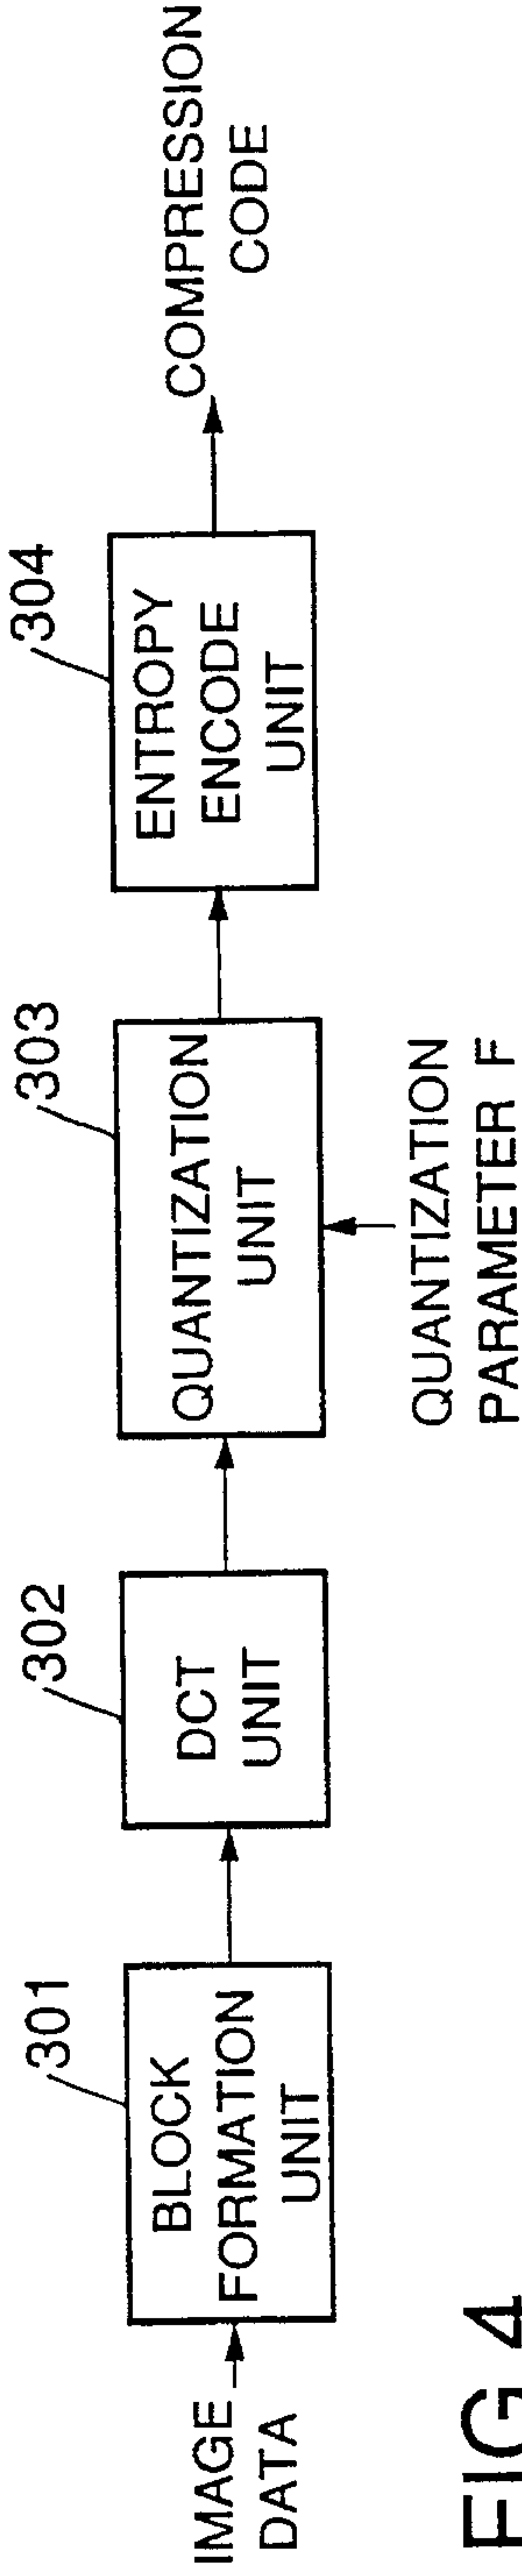 IMAGE
DATA
301
BLOCK
FORMATION
UNIT
302
DCT
UNIT
303
QUANTIZATION
UNIT
QUANTIZATION
PARAMETER F
304
ENTROPY
ENCODE
UNIT
COMPRESSION
CODE
FIG.4